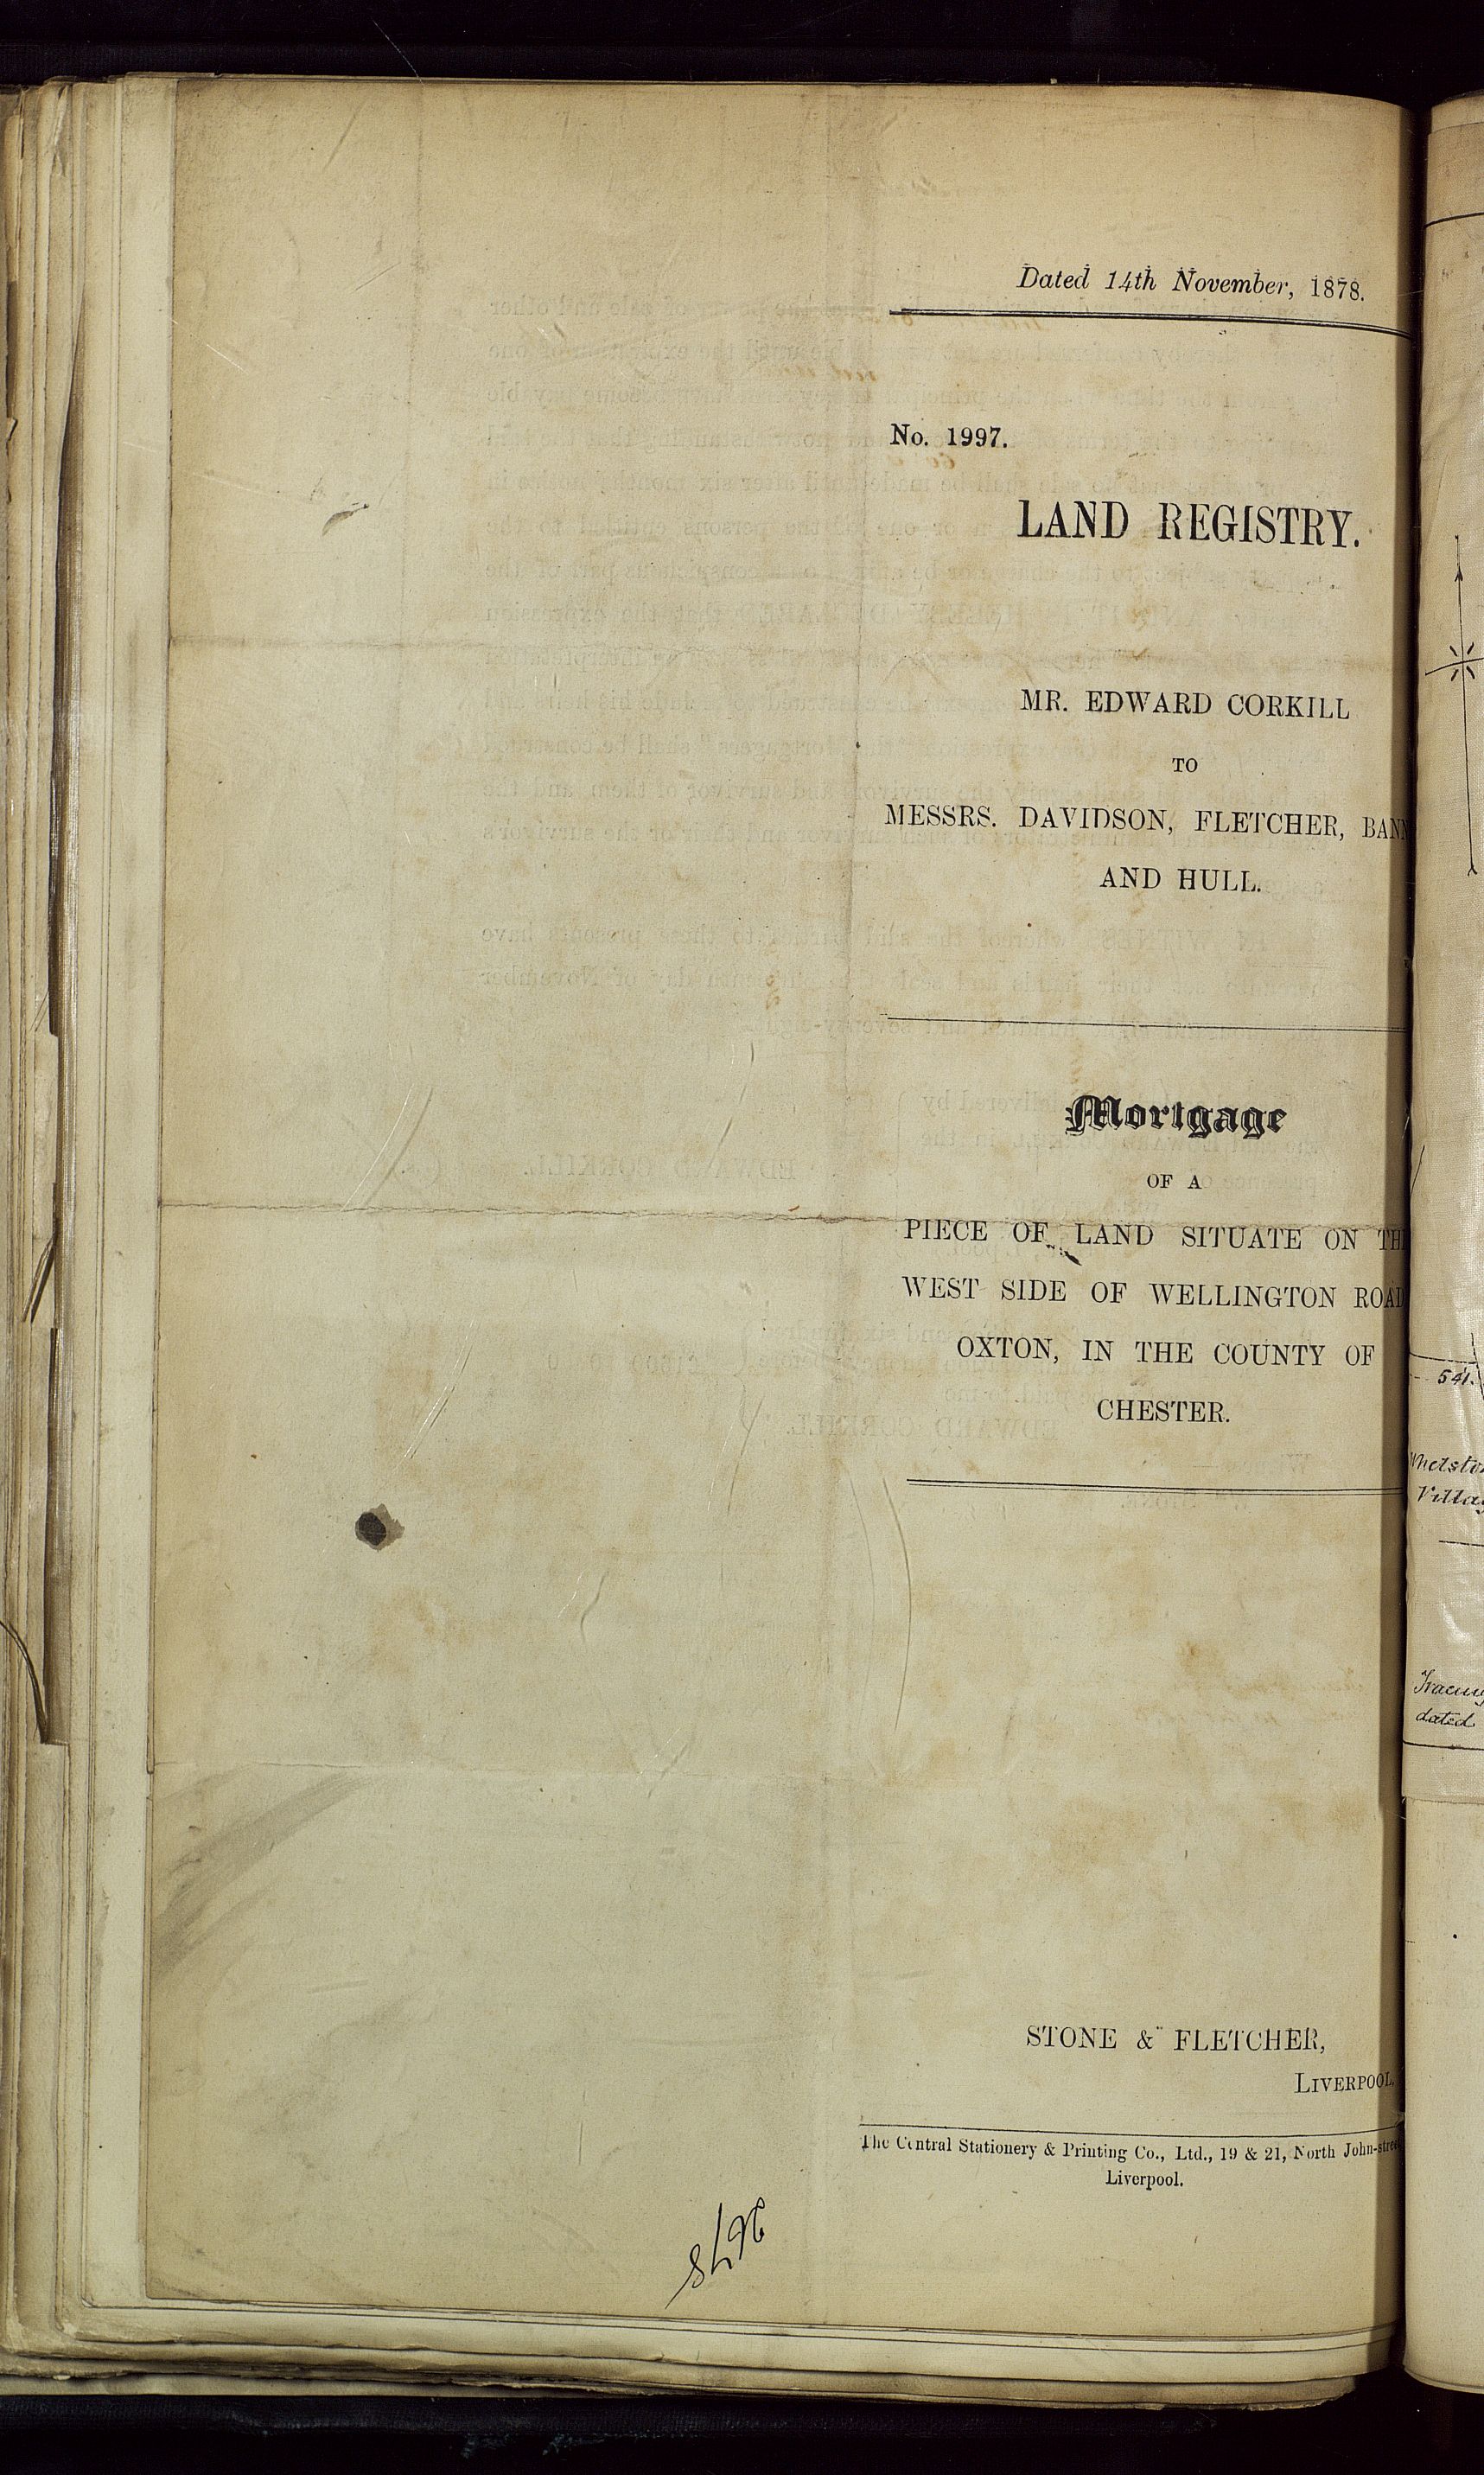 Dated 14th November, 1878.
No. 1997.
LAND REGISTRY.
MR. EDWARD CORKILL
TO
MESSRS. DAVIDSON, FLETCHER,
AND HULL.
Mortgage
OF A
PIECE OF LAND SITUATE ON THE
WEST SIDE OF WELLINGTON ROAD
OXTON, IN THE COUNTY OF
CHESTER.
STONE & FLETCHER,
LIVERPOOL.
The Central Stationery & Printing Co., Ltd., 19 & 21, North John-street
Liverpool.
541.
dated